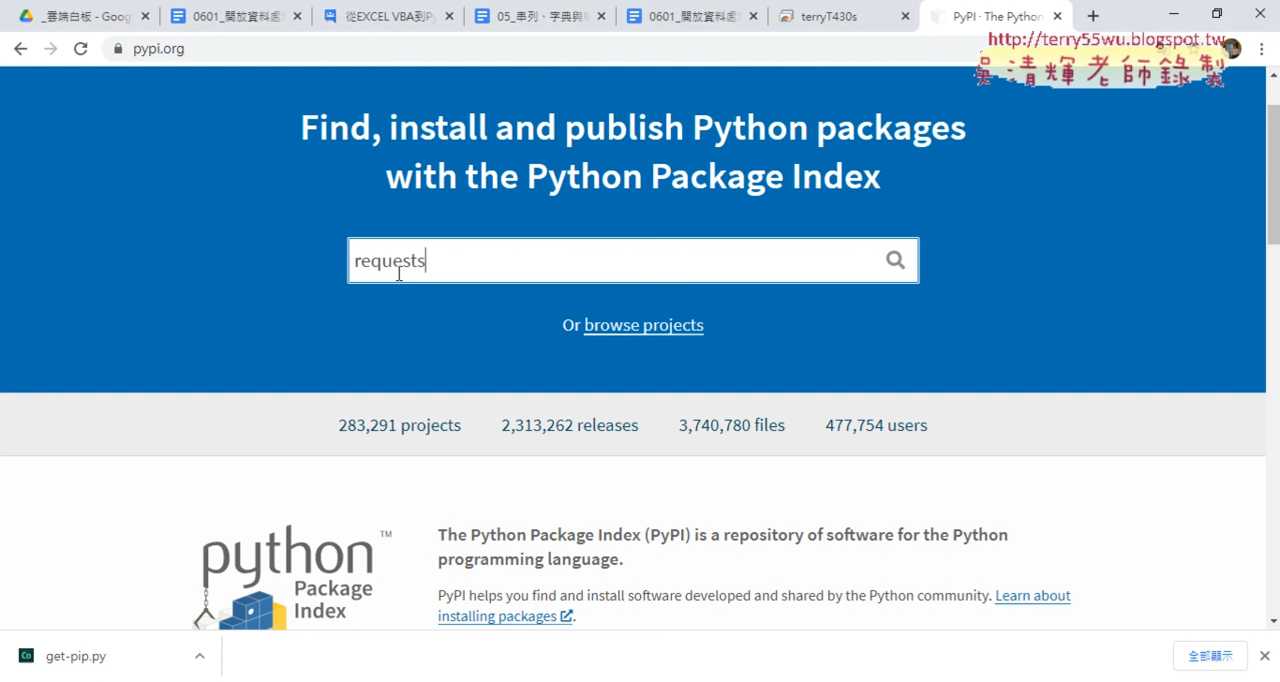 _雲端白板 - Goog
0601_開放資料處
從EXCEL VBA到Py
05_串列、字典與
0601_開放資料處
terryT430s
PyPI · The Python
pypi.org
http://terry55wu.blogspot.tw
吳清輝老師錄製
Find, install and publish Python packages
with the Python Package Index
requests
Or browse projects
283,291 projects
2,313,262 releases
3,740,780 files
477,754 users
python™
Package
Index
The Python Package Index (PyPI) is a repository of software for the Python
programming language.
PyPI helps you find and install software developed and shared by the Python community. Learn about
installing packages.
Co
get-pip.py
全部顯示